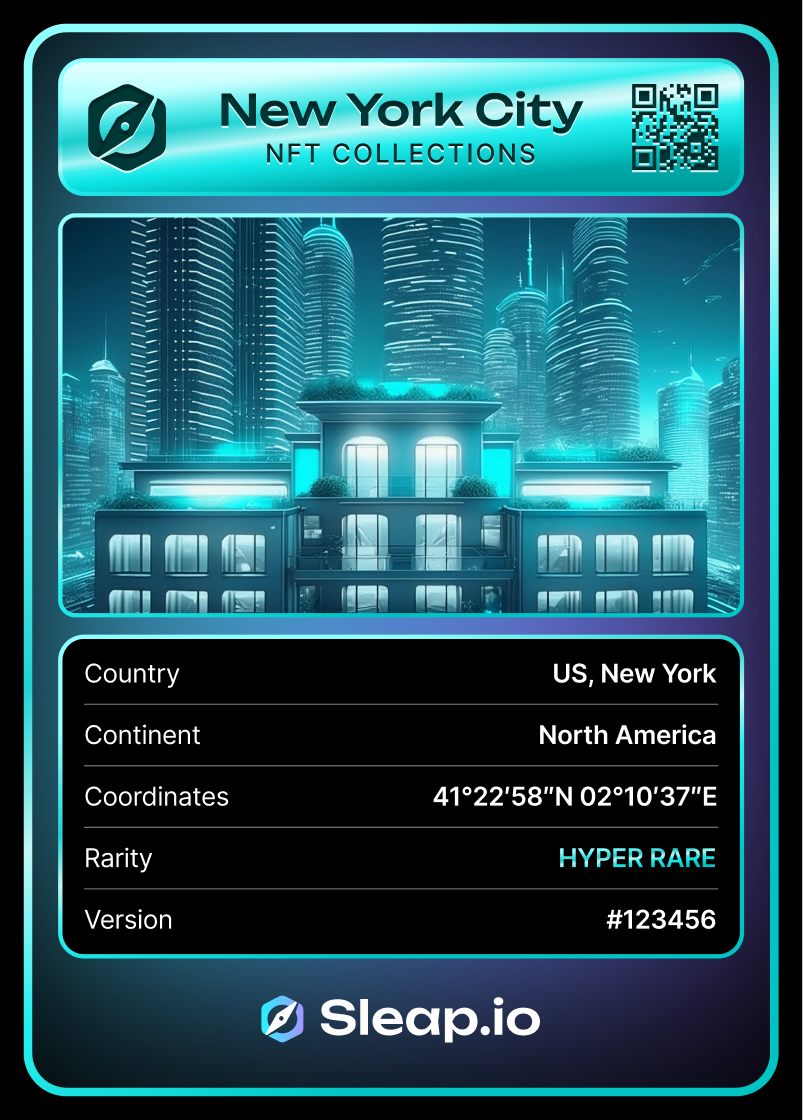 New York City
NFT COLLECTIONS
Country US, New York
Continent North America
Coordinates 41°22′58″N 02°10′37″E
Rarity HYPER RARE
Version #123456
Sleap.io